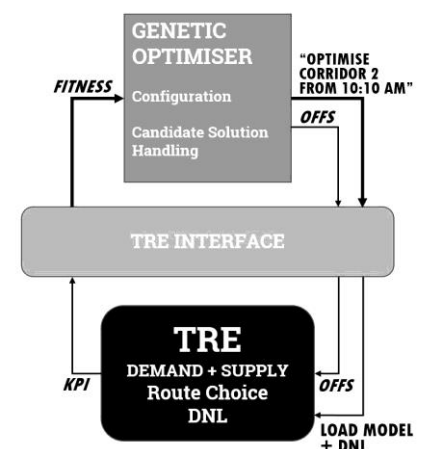 GENETIC
OPTIMISER
Configuration
Candidate Solution
Handling
FITNESS
“OPTIMISE
CORRIDOR 2
FROM 10:10 AM”
OFFS
TRE INTERFACE
TRE
DEMAND + SUPPLY
Route Choice
DNL
KPI
OFFS
LOAD MODEL
+ DNL